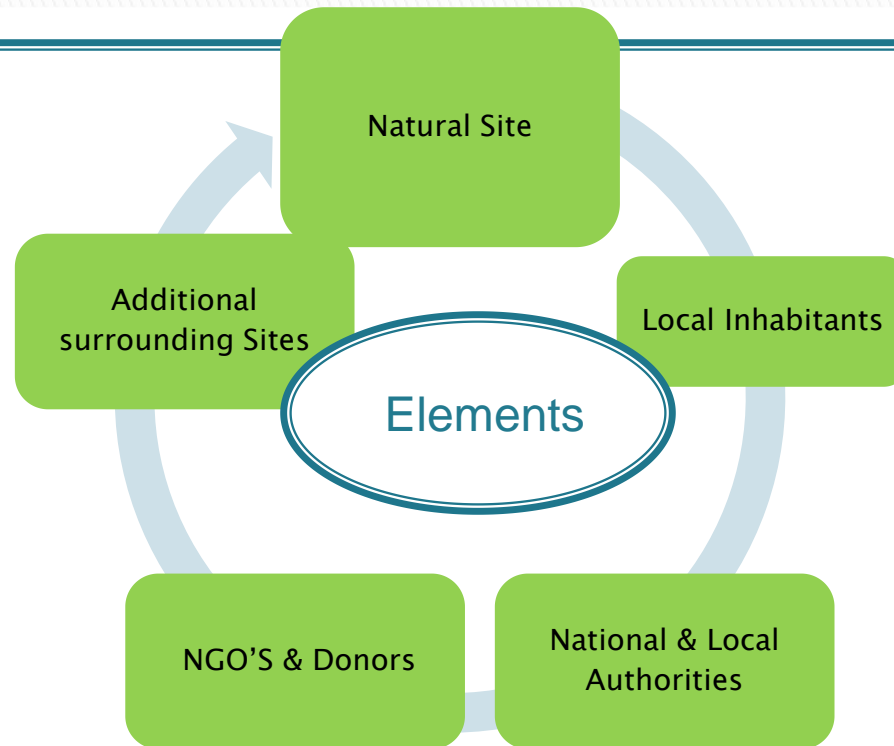 Natural Site
Local Inhabitants
Additional
surrounding Sites
Elements
National & Local
Authorities
NGO’S & Donors